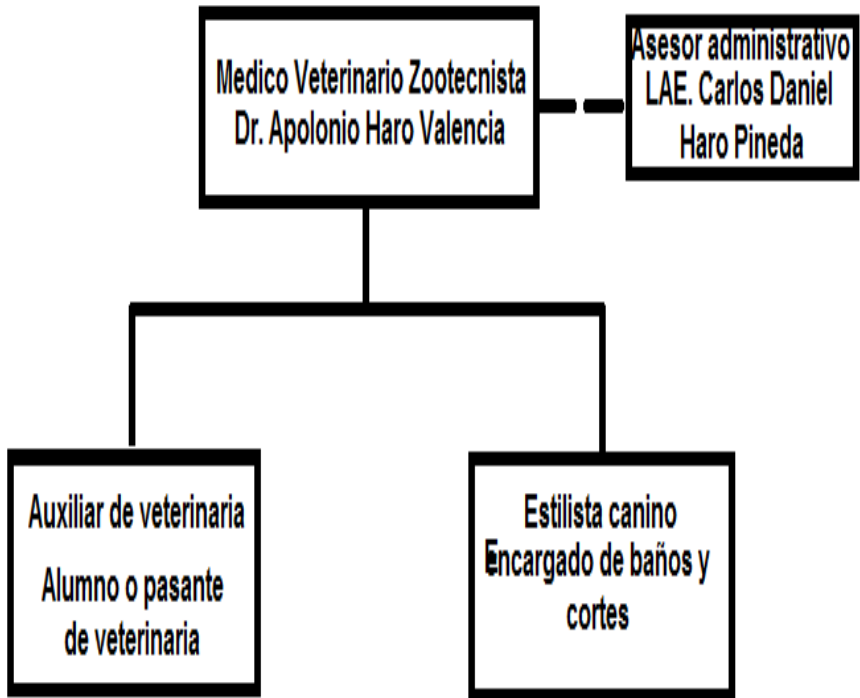 Medico Veterinario Zootecnista
Dr. Apolonio Haro Valencia
Asesor administrativo
LAE. Carlos Daniel
Haro Pineda
Auxiliar de veterinaria
Alumno o pasante
de veterinaria
Estilista canino
Encargado de baños y
cortes